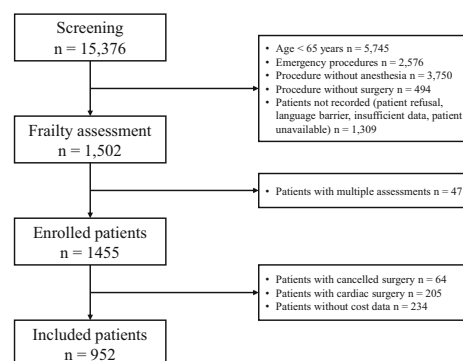 Screening
n = 15,376
• Age < 65 years n = 5,745
• Emergency procedures n = 2,576
• Procedure without anesthesia n = 3,750
• Procedure without surgery n = 494
• Patients not recorded (patient refusal,
language barrier, insufficient data, patient
unavailable) n = 1,309
Frailty assessment
n = 1,502
• Patients with multiple assessments n = 47
Enrolled patients
n = 1455
• Patients with cancelled surgery n = 64
• Patients with cardiac surgery n = 205
• Patients without cost data n = 234
Included patients
n = 952